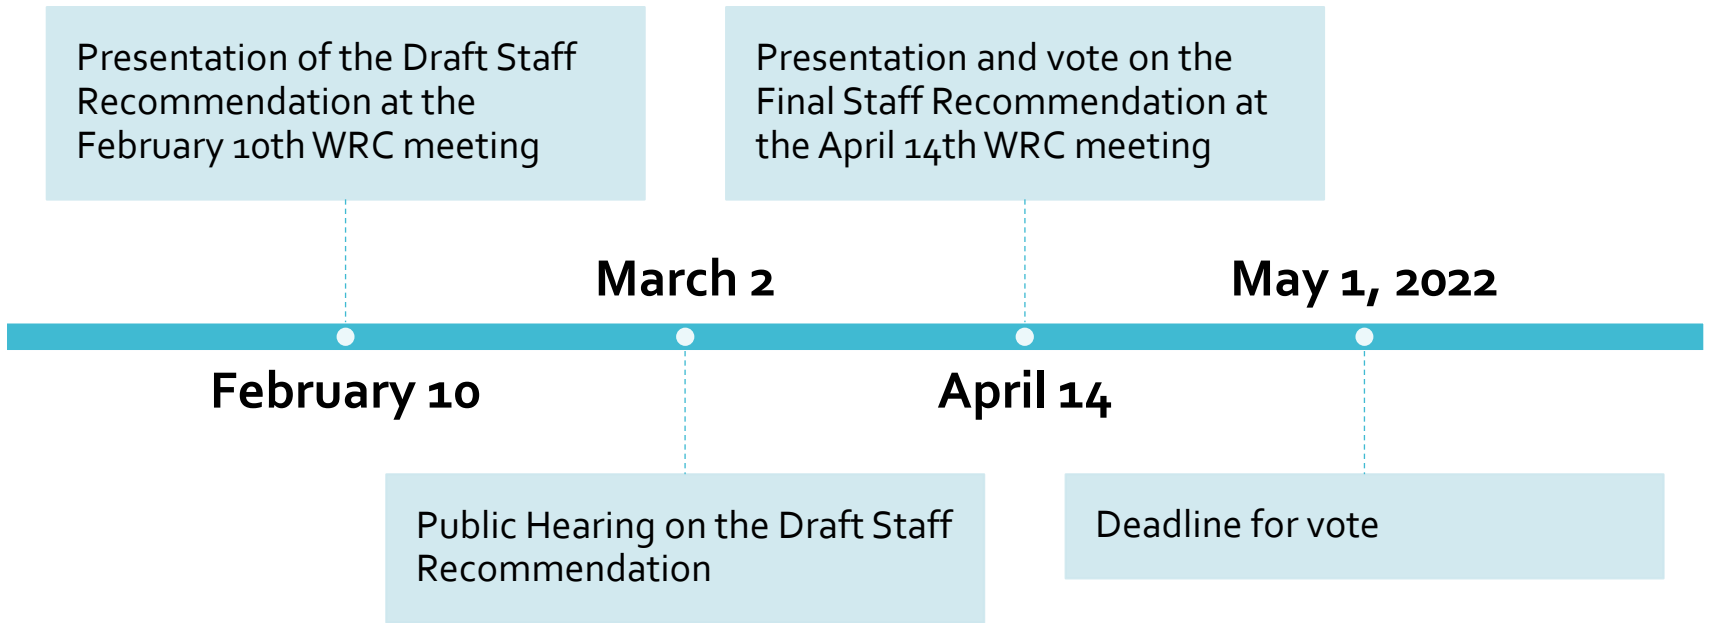 Presentation of the Draft Staff
Recommendation at the
February 10th WRC meeting
Presentation and vote on the
Final Staff Recommendation at
the April 14th WRC meeting
March 2
May 1, 2022
February 10
April 14
Public Hearing on the Draft Staff
Recommendation
Deadline for vote